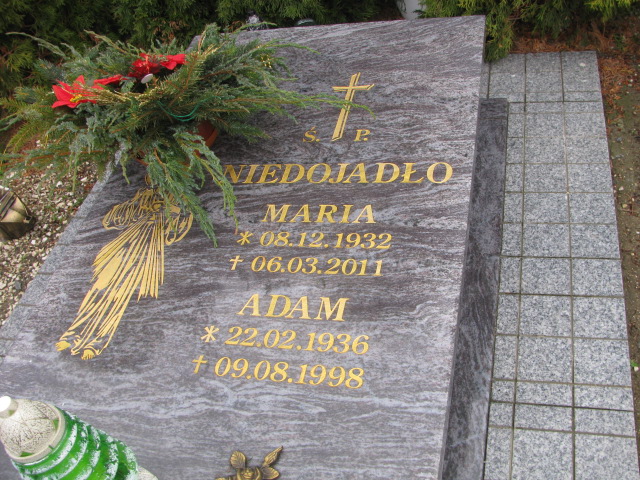 Ś. P.
NIEDOJADŁO
MARIA
* 08.12.1932
† 06.03.2011
ADAM
* 22.02.1936
† 09.08.1998